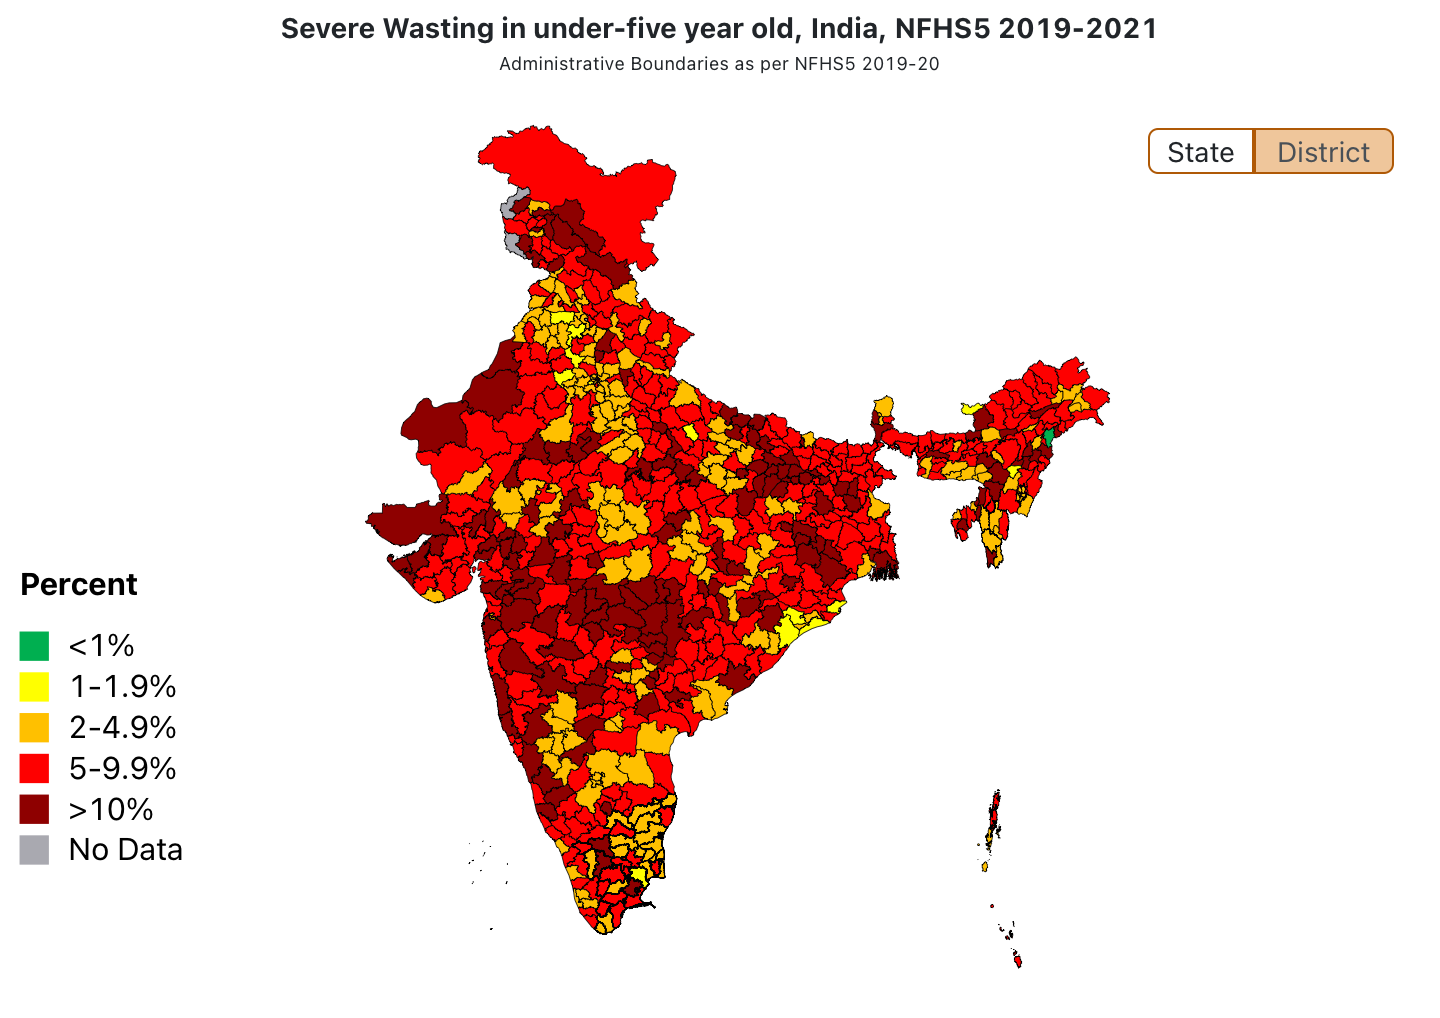 Severe Wasting in under-five year old, India, NFHS5 2019-2021
Administrative Boundaries as per NFHS5 2019-20
State District
Percent
<1%
1-1.9%
2-4.9%
5-9.9%
>10%
No Data